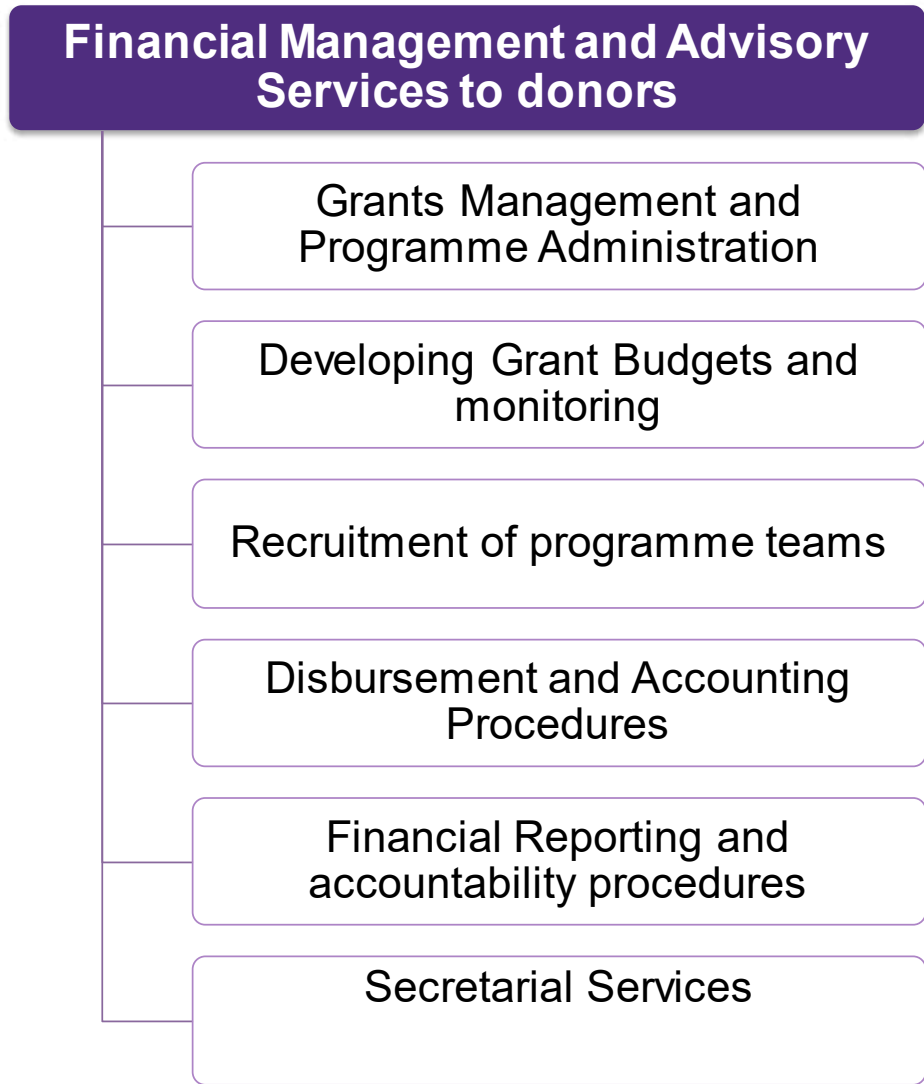 Financial Management and Advisory
Services to donors
Grants Management and
Programme Administration
Developing Grant Budgets and
monitoring
Recruitment of programme teams
Disbursement and Accounting
Procedures
Financial Reporting and
accountability procedures
Secretarial Services